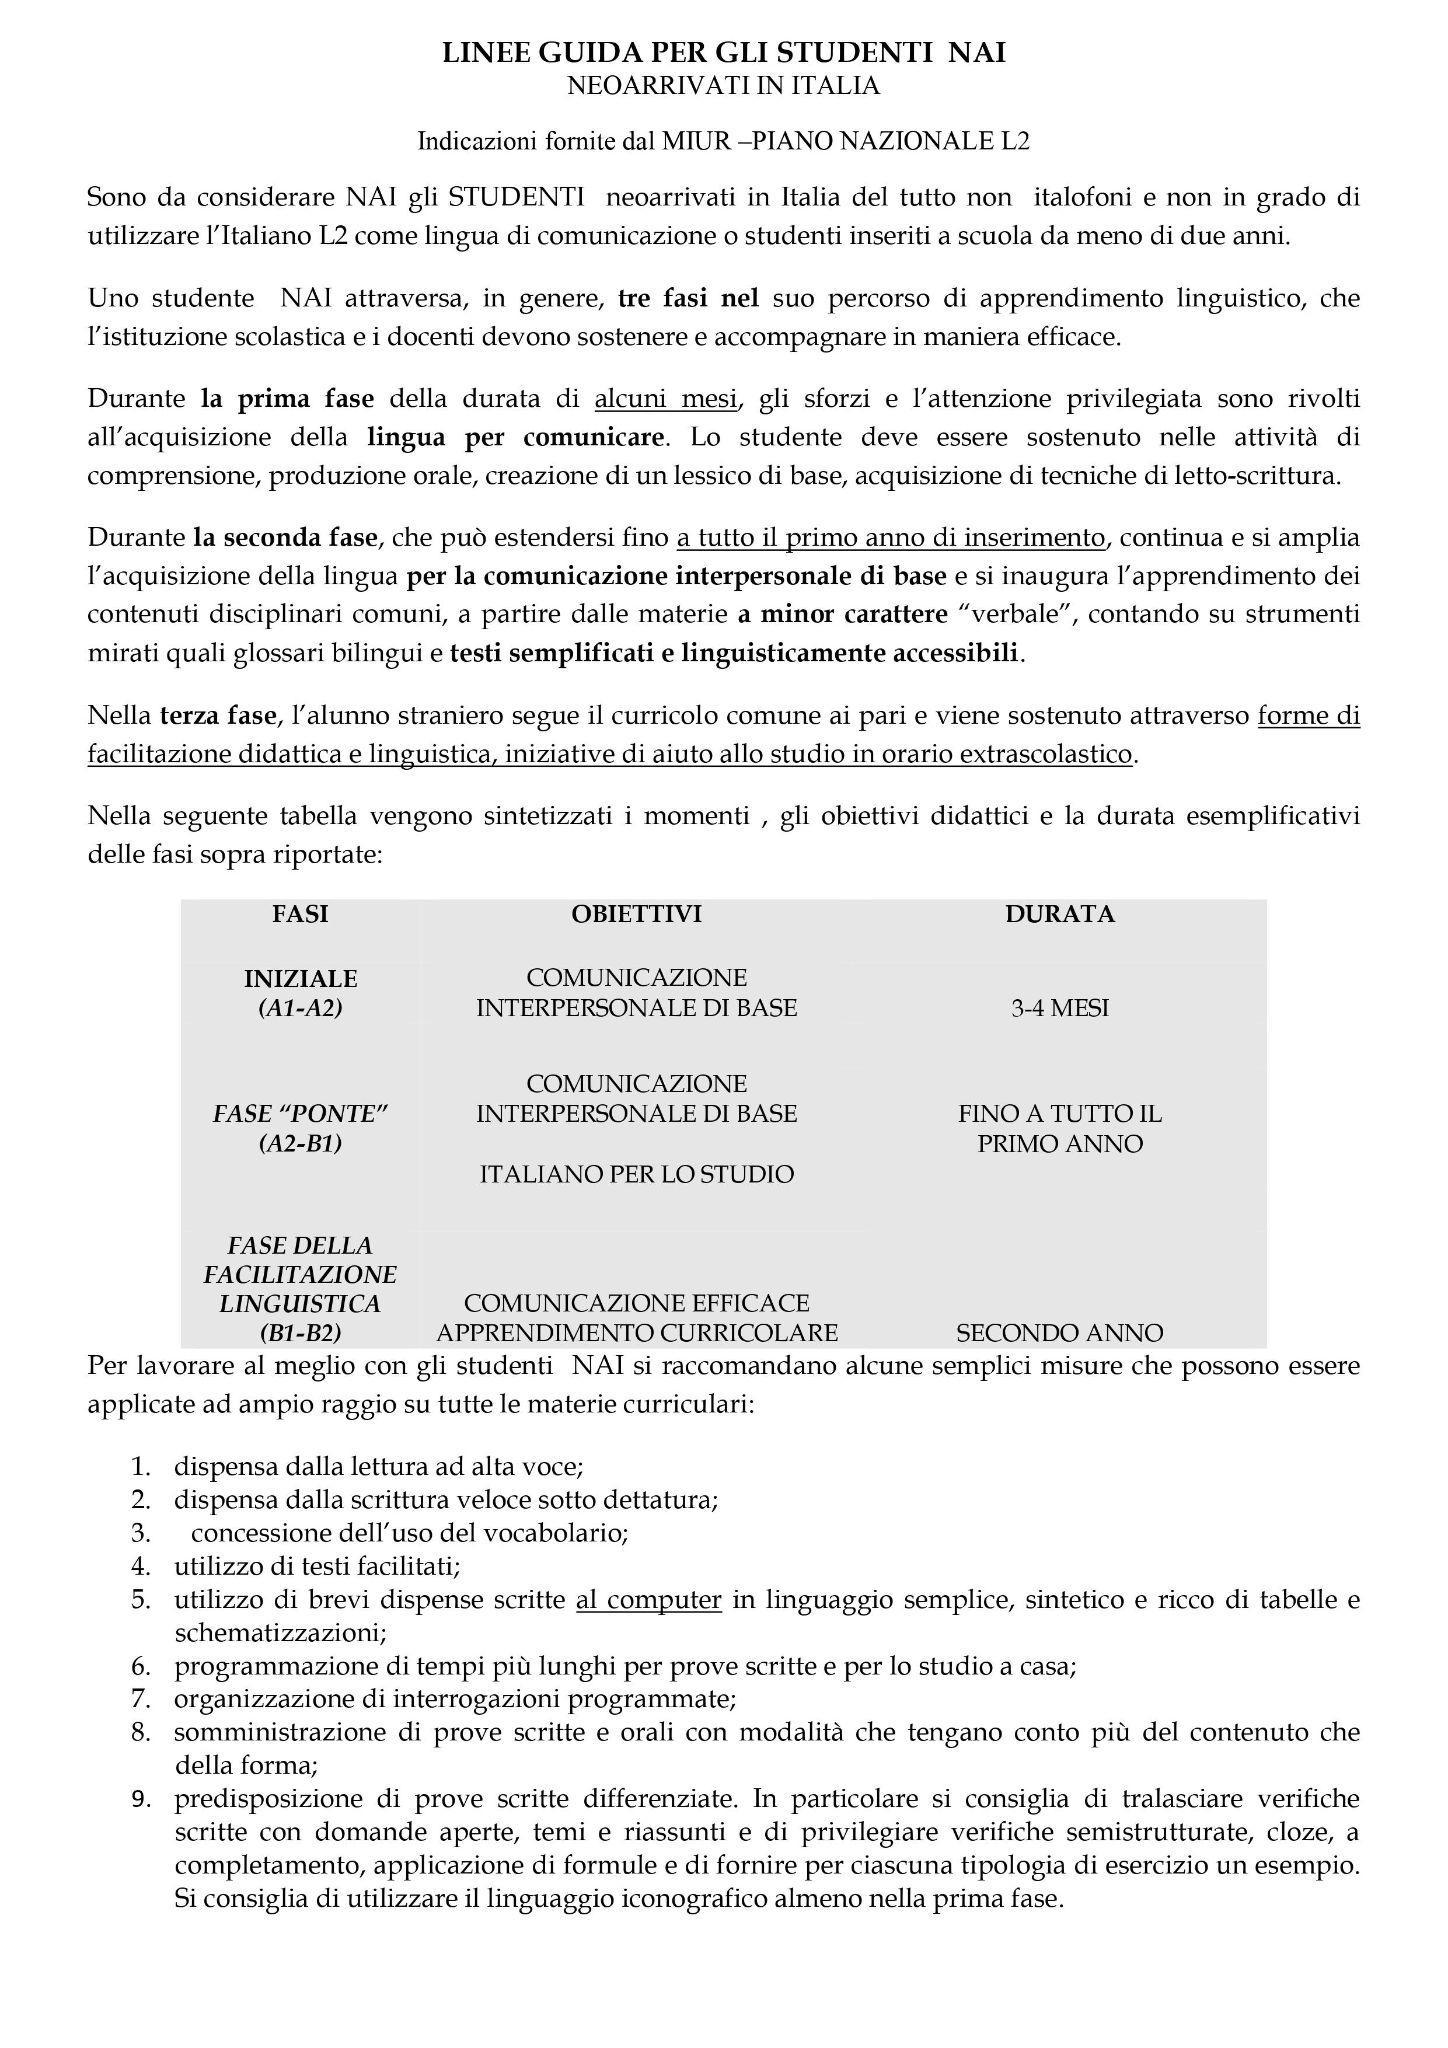 LINEE GUIDA PER GLI STUDENTI NAI
NEOARRIVATI IN ITALIA
Indicazioni fornite dal MIUR –PIANO NAZIONALE L2
Sono da considerare NAI gli STUDENTI neoarrivati in Italia del tutto non italofoni e non in grado di
utilizzare l’Italiano L2 come lingua di comunicazione o studenti inseriti a scuola da meno di due anni.
Uno studente NAI attraversa, in genere, tre fasi nel suo percorso di apprendimento linguistico, che
l’istituzione scolastica e i docenti devono sostenere e accompagnare in maniera efficace.
Durante la prima fase della durata di alcuni mesi, gli sforzi e l’attenzione privilegiata sono rivolti
all’acquisizione della lingua per comunicare. Lo studente deve essere sostenuto nelle attività di
comprensione, produzione orale, creazione di un lessico di base, acquisizione di tecniche di letto-scrittura.
Durante la seconda fase, che può estendersi fino a tutto il primo anno di inserimento, continua e si amplia
l’acquisizione della lingua per la comunicazione interpersonale di base e si inaugura l’apprendimento dei
contenuti disciplinari comuni, a partire dalle materie a minor carattere “verbale”, contando su strumenti
mirati quali glossari bilingui e testi semplificati e linguisticamente accessibili.
Nella terza fase, l’alunno straniero segue il curricolo comune ai pari e viene sostenuto attraverso forme di
facilitazione didattica e linguistica, iniziative di aiuto allo studio in orario extrascolastico.
Nella seguente tabella vengono sintetizzati i momenti , gli obiettivi didattici e la durata esemplificativi
delle fasi sopra riportate:
FASI OBIETTIVI DURATA
INIZIALE COMUNICAZIONE
(A1-A2) INTERPERSONALE DI BASE 3-4 MESI
COMUNICAZIONE
FASE “PONTE” INTERPERSONALE DI BASE FINO A TUTTO IL
(A2-B1) PRIMO ANNO
ITALIANO PER LO STUDIO
FASE DELLA
FACILITAZIONE
LINGUISTICA COMUNICAZIONE EFFICACE
(B1-B2) APPRENDIMENTO CURRICOLARE SECONDO ANNO
Per lavorare al meglio con gli studenti NAI si raccomandano alcune semplici misure che possono essere
applicate ad ampio raggio su tutte le materie curriculari:
1. dispensa dalla lettura ad alta voce;
2. dispensa dalla scrittura veloce sotto dettatura;
3. concessione dell’uso del vocabolario;
4. utilizzo di testi facilitati;
5. utilizzo di brevi dispense scritte al computer in linguaggio semplice, sintetico e ricco di tabelle e
schematizzazioni;
6. programmazione di tempi più lunghi per prove scritte e per lo studio a casa;
7. organizzazione di interrogazioni programmate;
8. somministrazione di prove scritte e orali con modalità che tengano conto più del contenuto che
della forma;
9. predisposizione di prove scritte differenziate. In particolare si consiglia di tralasciare verifiche
scritte con domande aperte, temi e riassunti e di privilegiare verifiche semistrutturate, cloze, a
completamento, applicazione di formule e di fornire per ciascuna tipologia di esercizio un esempio.
Si consiglia di utilizzare il linguaggio iconografico almeno nella prima fase.